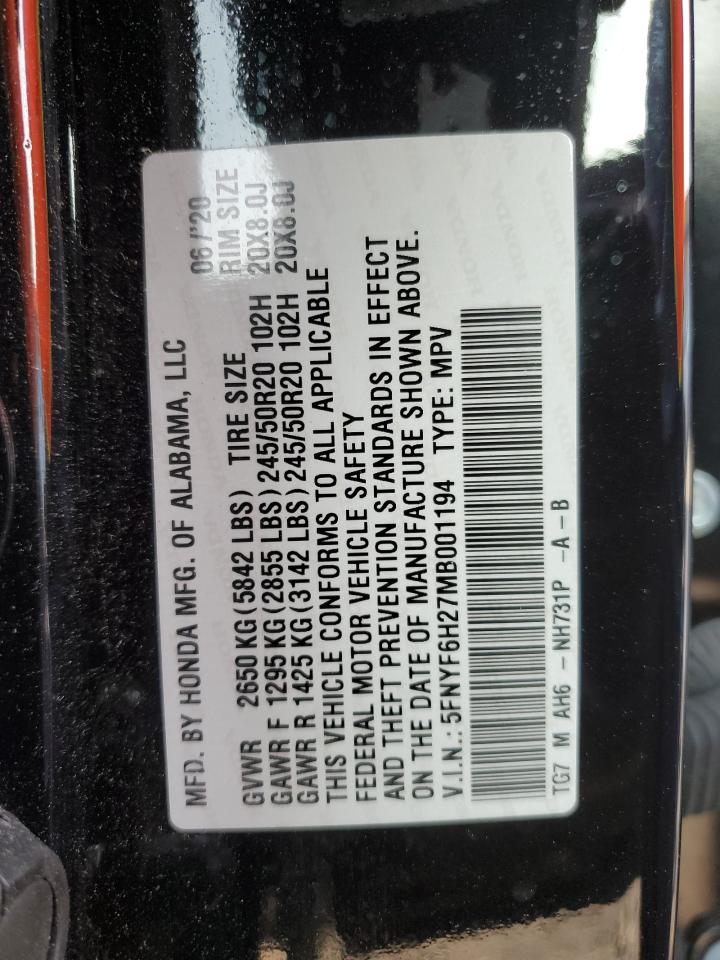 MFD. BY HONDA MFG. OF ALABAMA, LLC 06/'20
GVWR 2650 KG (5842 LBS) TIRE SIZE RIM SIZE
GAWR F 1295 KG (2855 LBS) 245/50R20 102H 20X8.0J
GAWR R 1425 KG (3142 LBS) 245/50R20 102H 20X8.0J
THIS VEHICLE CONFORMS TO ALL APPLICABLE
FEDERAL MOTOR VEHICLE SAFETY
AND THEFT PREVENTION STANDARDS IN EFFECT
ON THE DATE OF MANUFACTURE SHOWN ABOVE.
V.I.N.: 5FNYF6H27MB001194 TYPE: MPV
TG7 M AH6 - NH731P -A-B